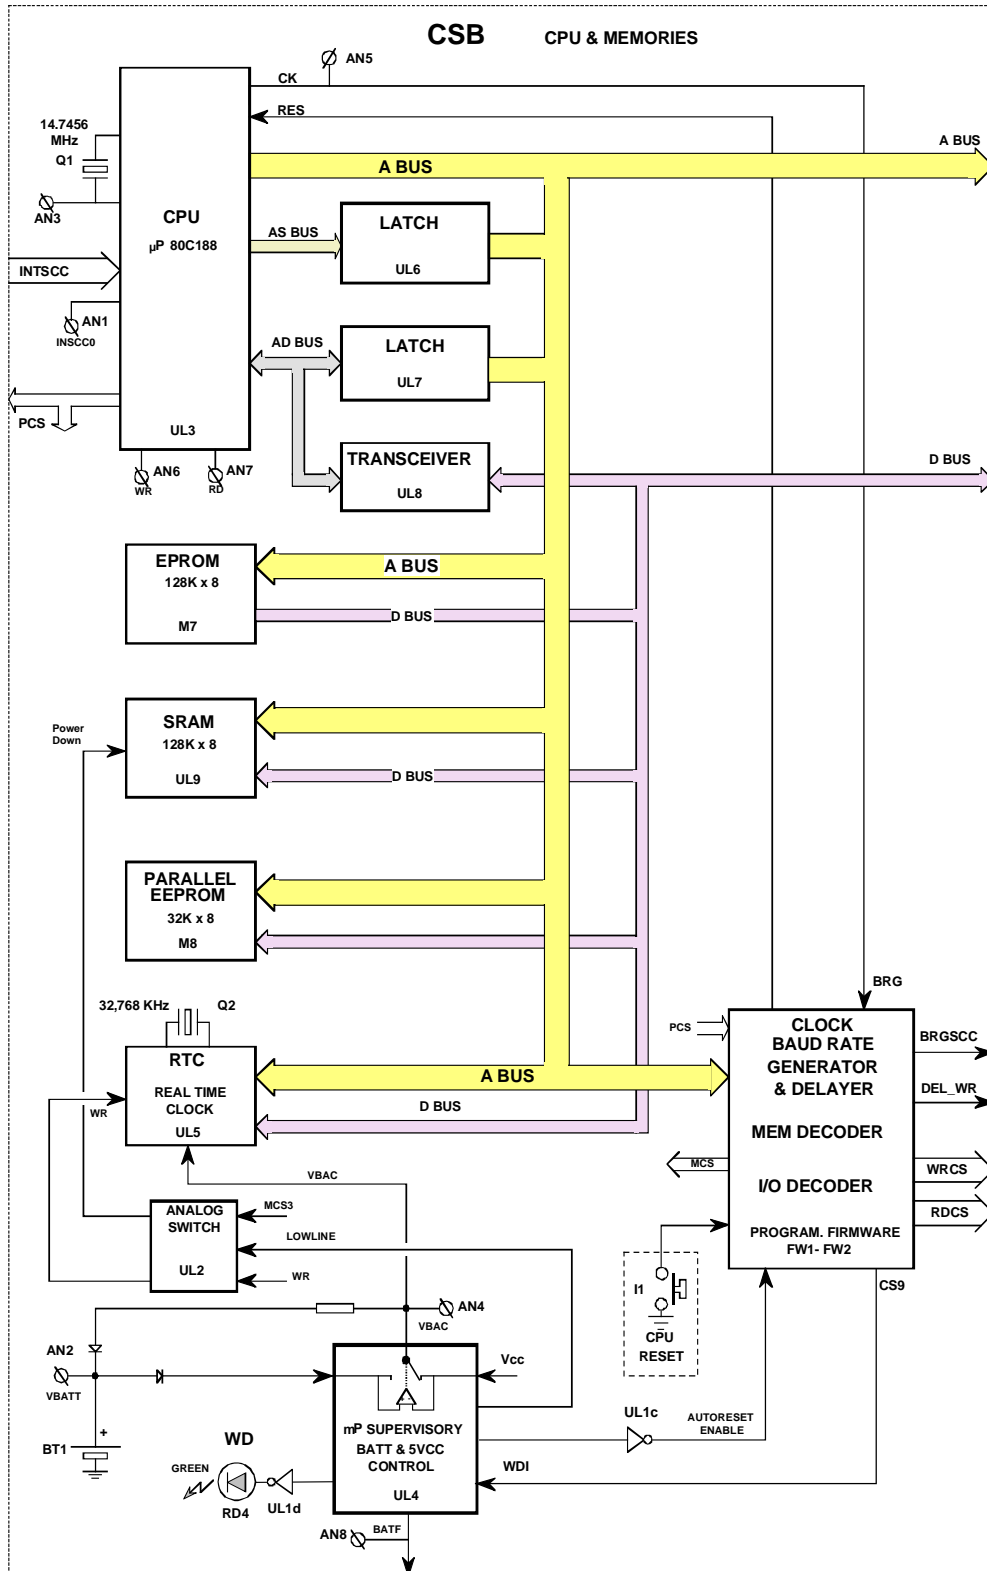 CSB CPU & MEMORIES
AN5
CK
RES
14.7456
MHz
Q1
A BUS
A BUS
AN3
CPU
µP 80C188
AS BUS
LATCH
UL6
INTSCC
AN1
INSCC0
AD BUS
LATCH
UL7
PCS
UL3
AN6
WR
AN7
RD
TRANSCEIVER
UL8
D BUS
EPROM
128K x 8
M7
A BUS
D BUS
Power
Down
SRAM
128K x 8
UL9
D BUS
PARALLEL
EEPROM
32K x 8
M8
32,768 KHz
Q2
BRG
RTC
REAL TIME
CLOCK
UL5
WR
A BUS
D BUS
PCS
CLOCK
BAUD RATE
GENERATOR
& DELAYER
MEM DECODER
I/O DECODER
PROGRAM. FIRMWARE
FW1- FW2
BRGSCC
DEL_WR
MCS
WRCS
RDCS
VBAC
ANALOG
SWITCH
UL2
MCS3
LOWLINE
WR
I1
CPU
RESET
CS9
AN4
VBAC
AN2
VBATT
Vcc
BT1
+
mP SUPERVISORY
BATT & 5VCC
CONTROL
UL4
UL1c
AUTORESET
ENABLE
WDI
WD
GREEN
RD4
UL1d
AN8
BATF